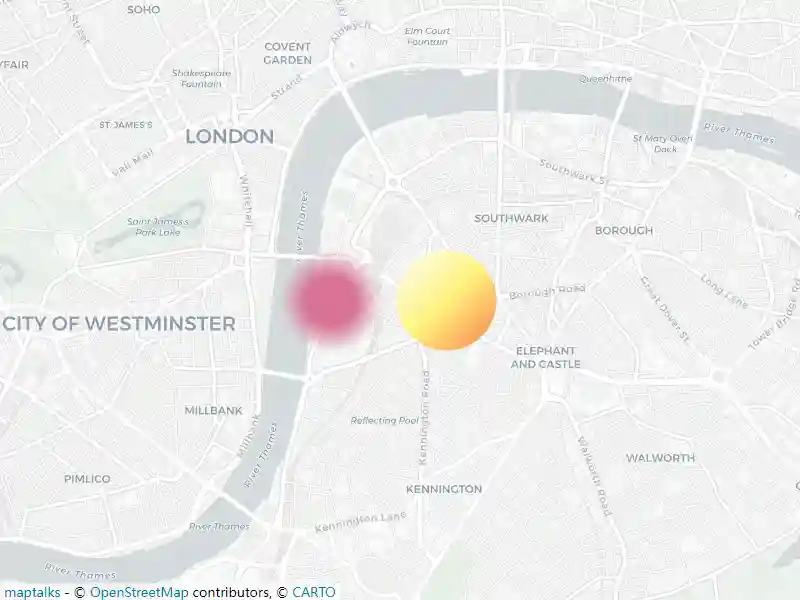 SOHO
Elm Court
Fountain
Aldwych
COVENT
GARDEN
Shakespeare
Fountain
Strand
Queenhithe
ST JAMES'S
LONDON
St Mary Overi
Dock
River Thames
Pall Mall
Southwark St
Whitehall
River Thames
Saint James's
Park Lake
SOUTHWARK
BOROUGH
Long Lane
Borough Road
Great Dover St
Tower Bridge Road
CITY OF WESTMINSTER
ELEPHANT
AND CASTLE
MILLBANK
Reflecting Pool
Kennington Road
Millbank
River Thames
WALWORTH
Walworth Road
PIMLICO
KENNINGTON
Kennington Lane
River Thames
River Thames
maptalks - © OpenStreetMap contributors, © CARTO